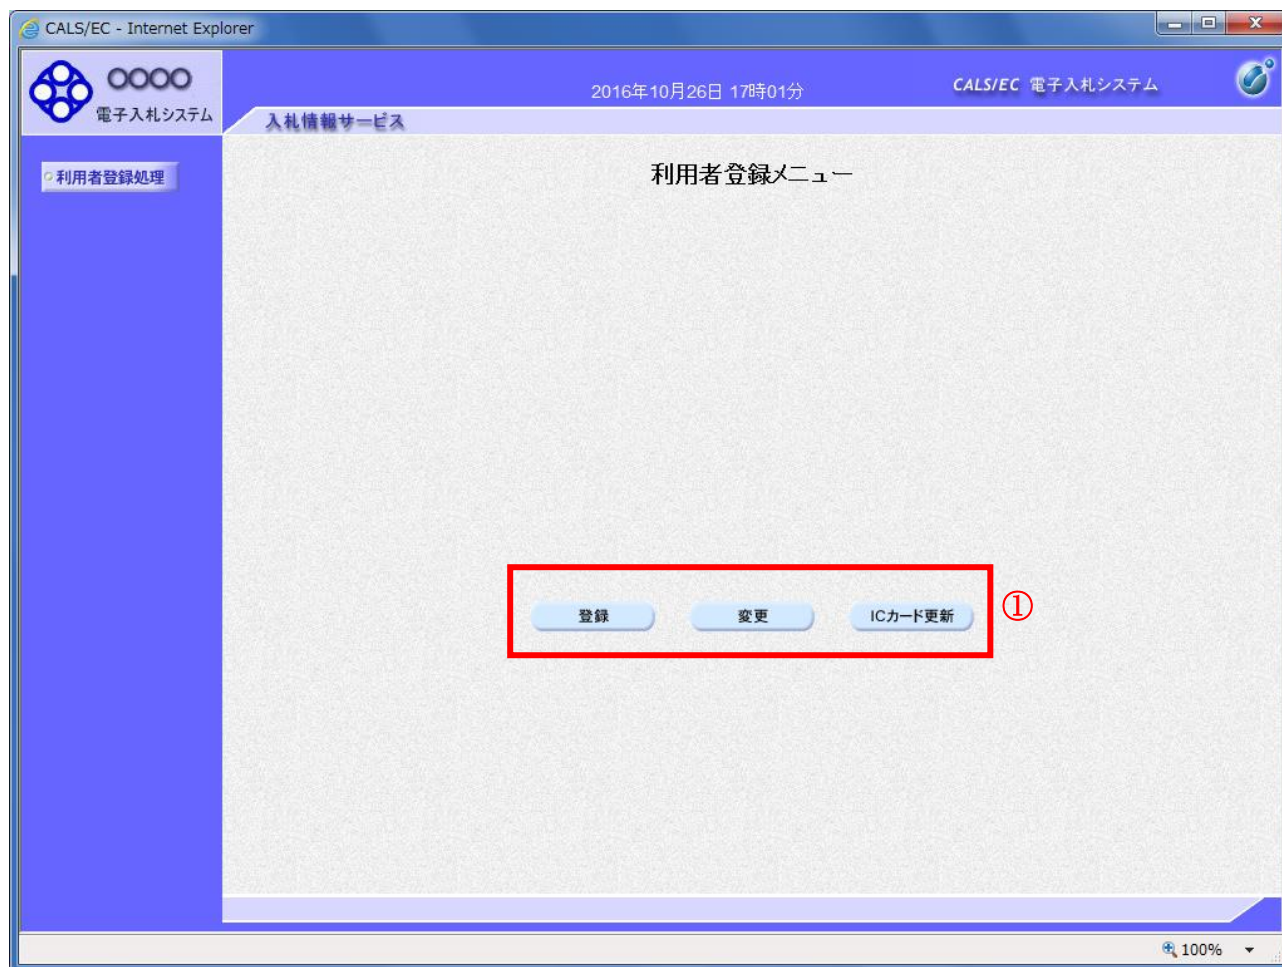 CALS/EC - Internet Explorer
○○○○
電子入札システム
2016年10月26日 17時01分
CALS/EC 電子入札システム
入札情報サービス
利用者登録処理
利用者登録メニュー
登録
変更
ICカード更新
①
100%